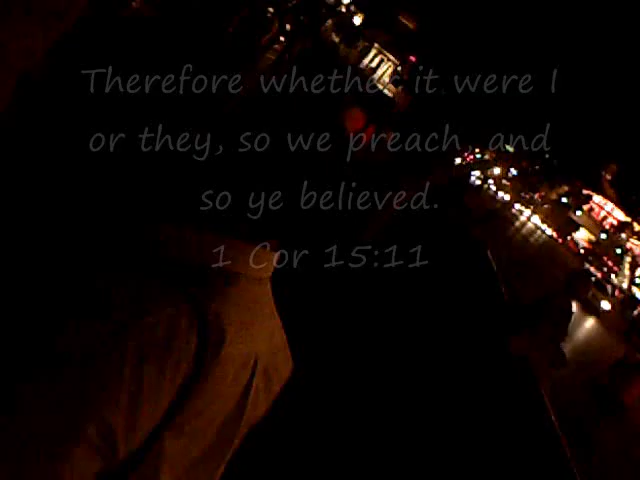 Therefore whether it were I
or they, so we preach, and
so ye believed.
1 Cor 15:11